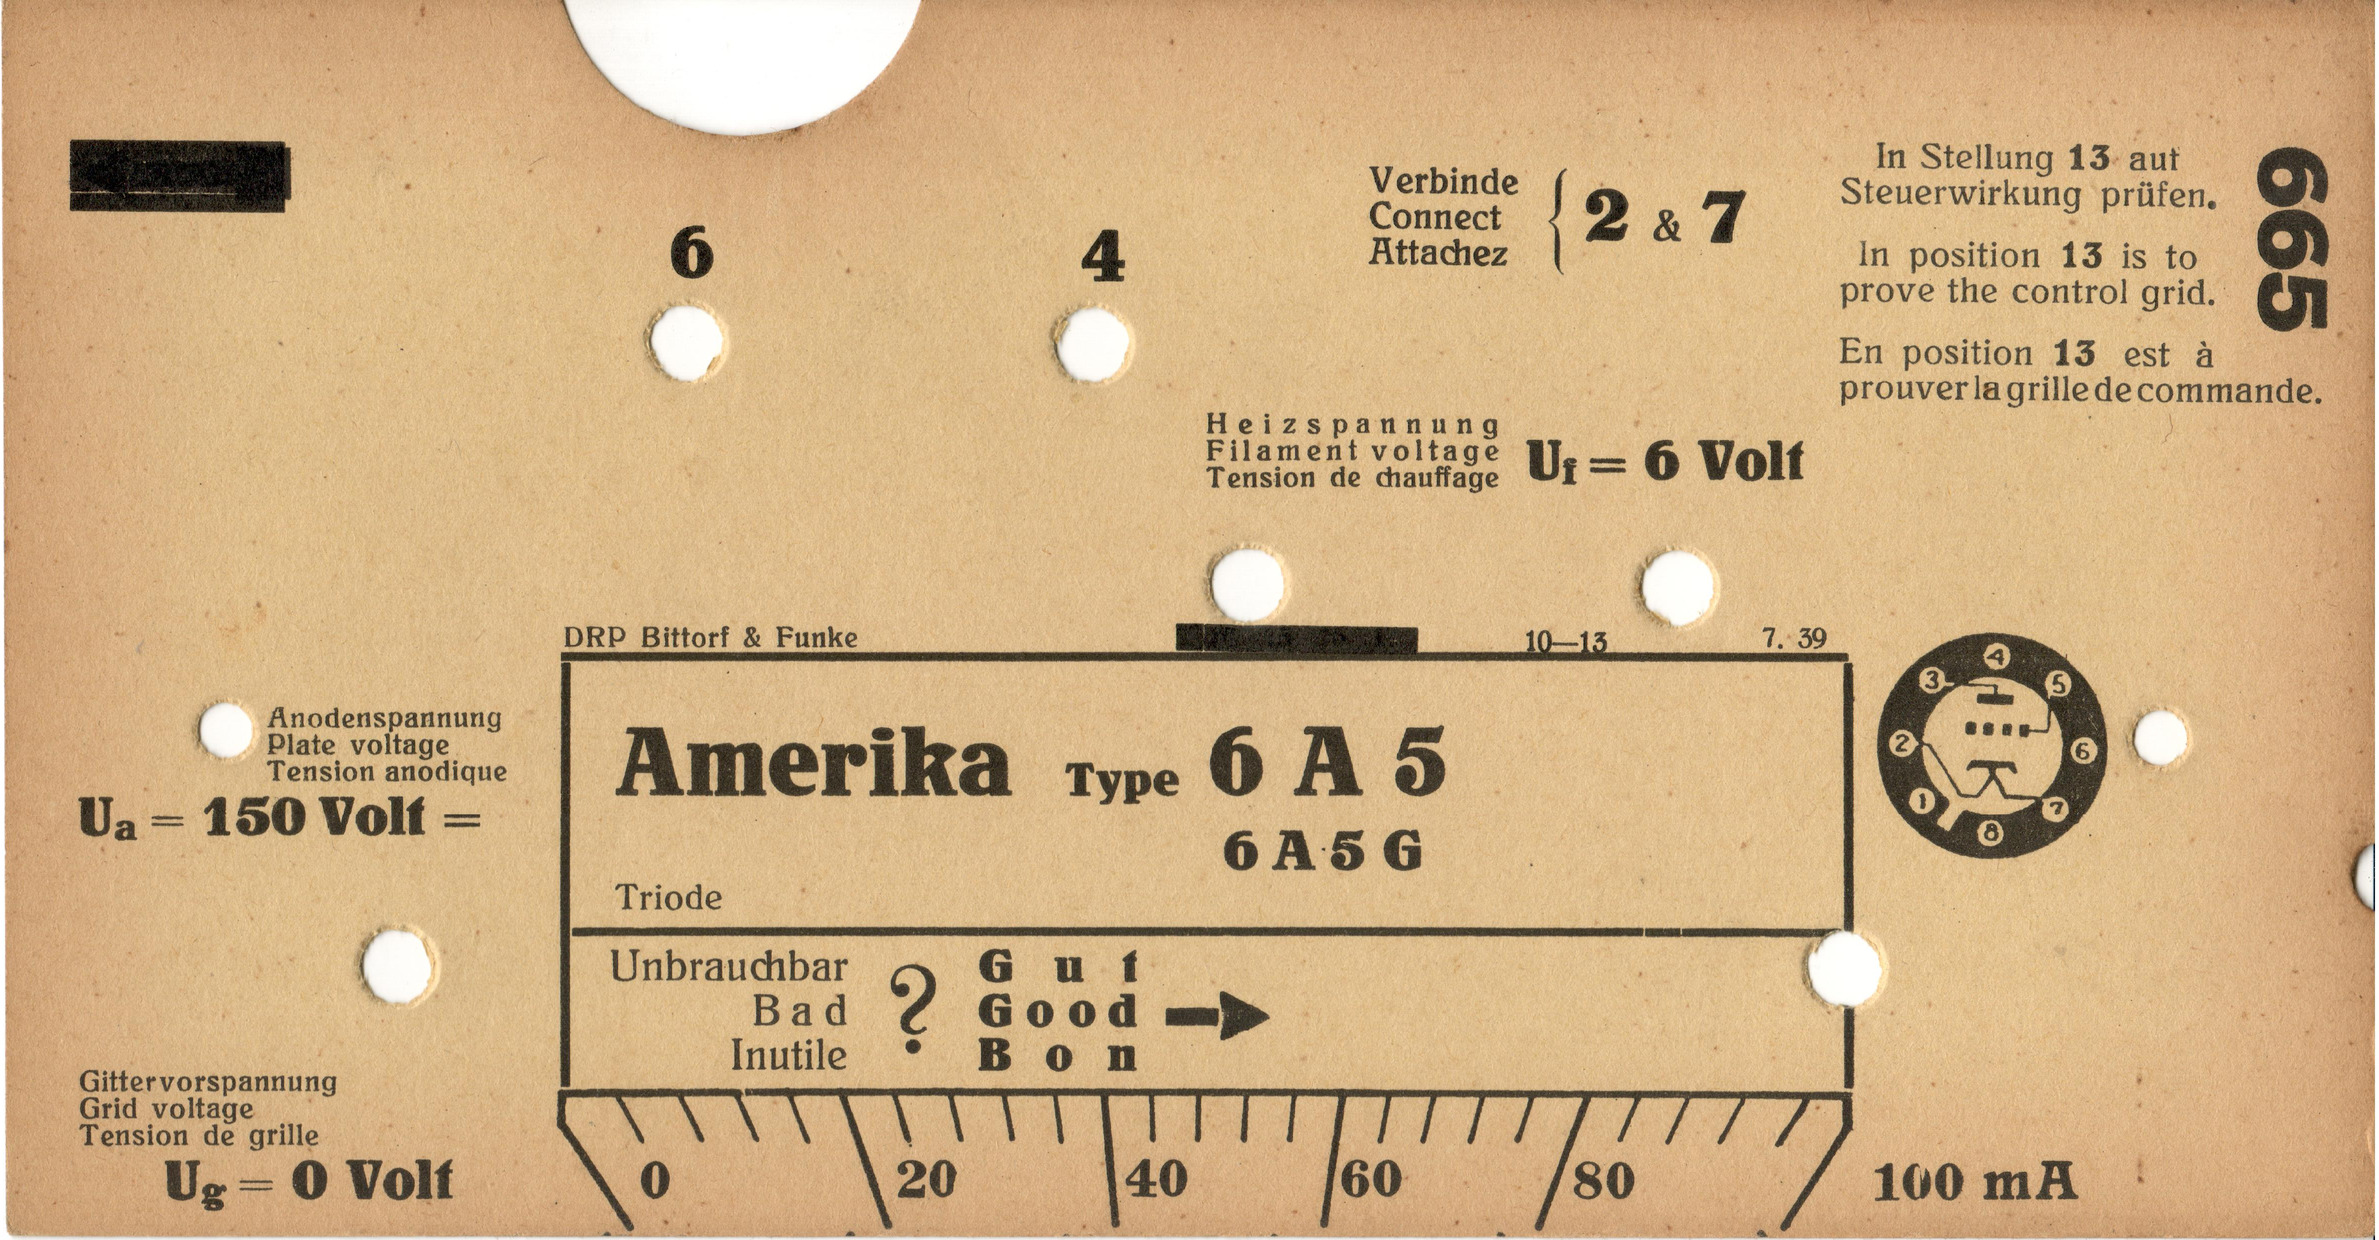 6
4
Verbinde
Connect
Attachez
2 & 7
In Stellung 13 auf
Steuerwirkung prüfen.
In position 13 is to
prove the control grid.
En position 13 est à
prouver la grille de commande.
665
Heizspannung
Filament voltage
Tension de chauffage
Uf = 6 Volt
DRP Bittorf & Funke
10—13
7. 39
Anodenspannung
Plate voltage
Tension anodique
Ua = 150 Volt =
Amerika Type 6 A 5
6 A 5 G
Triode
4
3
5
2
6
1
7
8
Unbrauchbar
Bad
Inutile
?
Gut
Good
Bon
Gittervorspannung
Grid voltage
Tension de grille
Ug = 0 Volt
0 20 40 60 80 100 mA